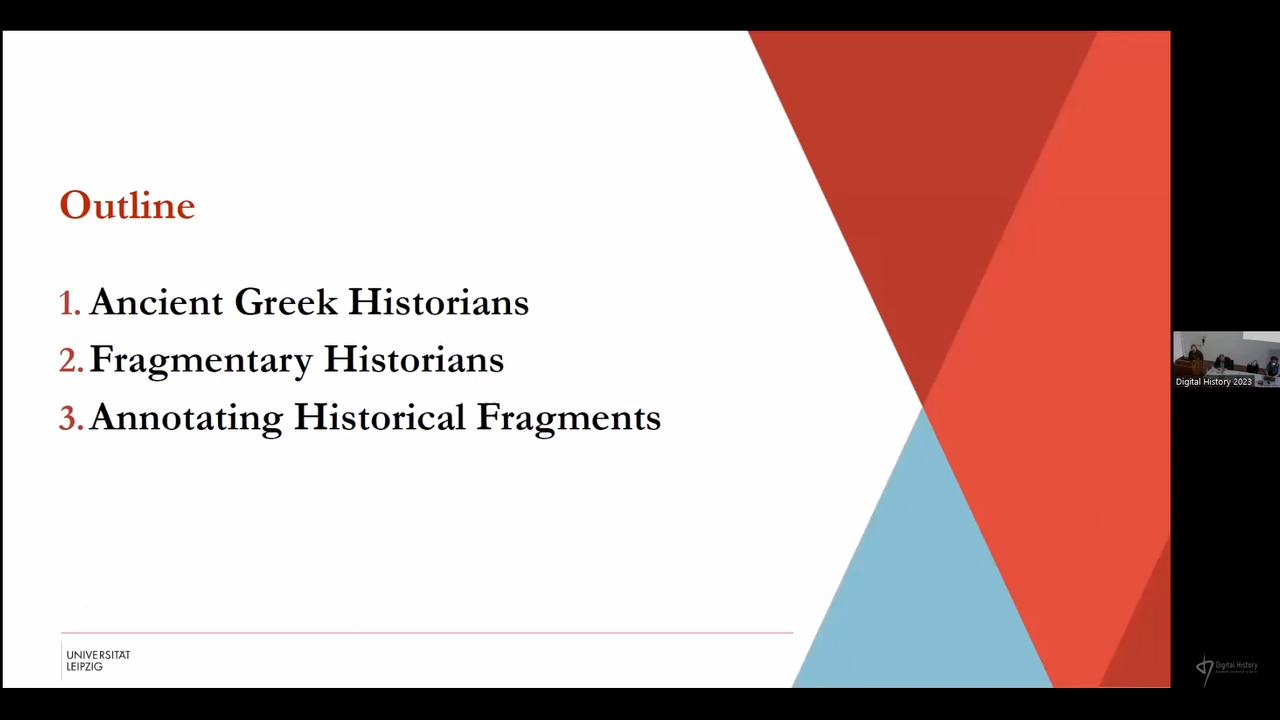 Outline
1. Ancient Greek Historians
2. Fragmentary Historians
3. Annotating Historical Fragments
UNIVERSITÄT
LEIPZIG
Digital History 2023
Digital History